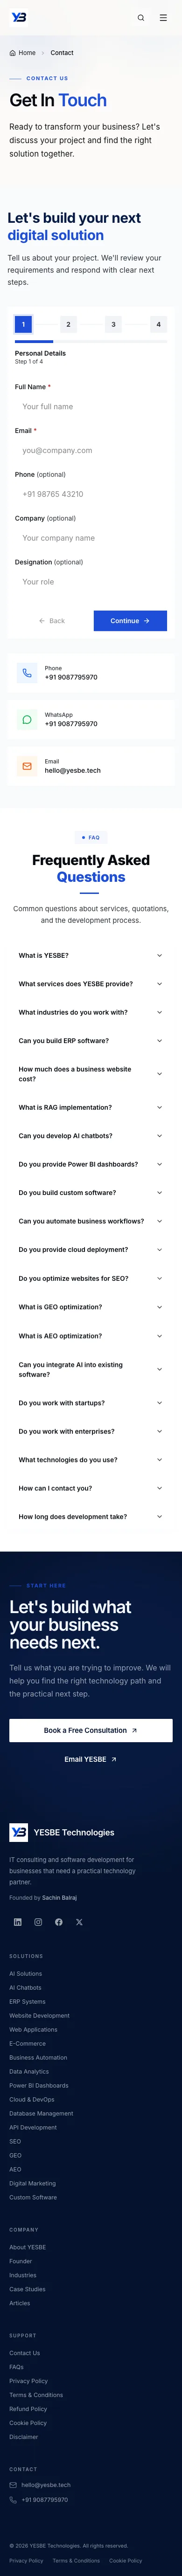 YB
Home > Contact
CONTACT US
Get In Touch
Ready to transform your business? Let's
discuss your project and find the right
solution together.
Let's build your next
digital solution
Tell us about your project. We'll review your
requirements and respond with clear next
steps.
1 2 3 4
Personal Details
Step 1 of 4
Full Name *
Your full name
Email *
you@company.com
Phone (optional)
+91 98765 43210
Company (optional)
Your company name
Designation (optional)
Your role
← Back
Continue →
Phone
+91 9087795970
WhatsApp
+91 9087795970
Email
hello@yesbe.tech
FAQ
Frequently Asked
Questions
Common questions about services, quotations,
and the development process.
What is YESBE?
What services does YESBE provide?
What industries do you work with?
Can you build ERP software?
How much does a business website
cost?
What is RAG implementation?
Can you develop AI chatbots?
Do you provide Power BI dashboards?
Do you build custom software?
Can you automate business workflows?
Do you provide cloud deployment?
Do you optimize websites for SEO?
What is GEO optimization?
What is AEO optimization?
Can you integrate AI into existing
software?
Do you work with startups?
Do you work with enterprises?
What technologies do you use?
How can I contact you?
How long does development take?
START HERE
Let's build what
your business
needs next.
Tell us what you are trying to improve. We will
help you find the right technology path and
the practical next step.
Book a Free Consultation ↗
Email YESBE ↗
YB YESBE Technologies
IT consulting and software development for
businesses that need a practical technology
partner.
Founded by Sachin Balraj
SOLUTIONS
AI Solutions
AI Chatbots
ERP Systems
Website Development
Web Applications
E-Commerce
Business Automation
Data Analytics
Power BI Dashboards
Cloud & DevOps
Database Management
API Development
SEO
GEO
AEO
Digital Marketing
Custom Software
COMPANY
About YESBE
Founder
Industries
Case Studies
Articles
SUPPORT
Contact Us
FAQs
Privacy Policy
Terms & Conditions
Refund Policy
Cookie Policy
Disclaimer
CONTACT
hello@yesbe.tech
+91 9087795970
© 2026 YESBE Technologies. All rights reserved.
Privacy Policy Terms & Conditions Cookie Policy